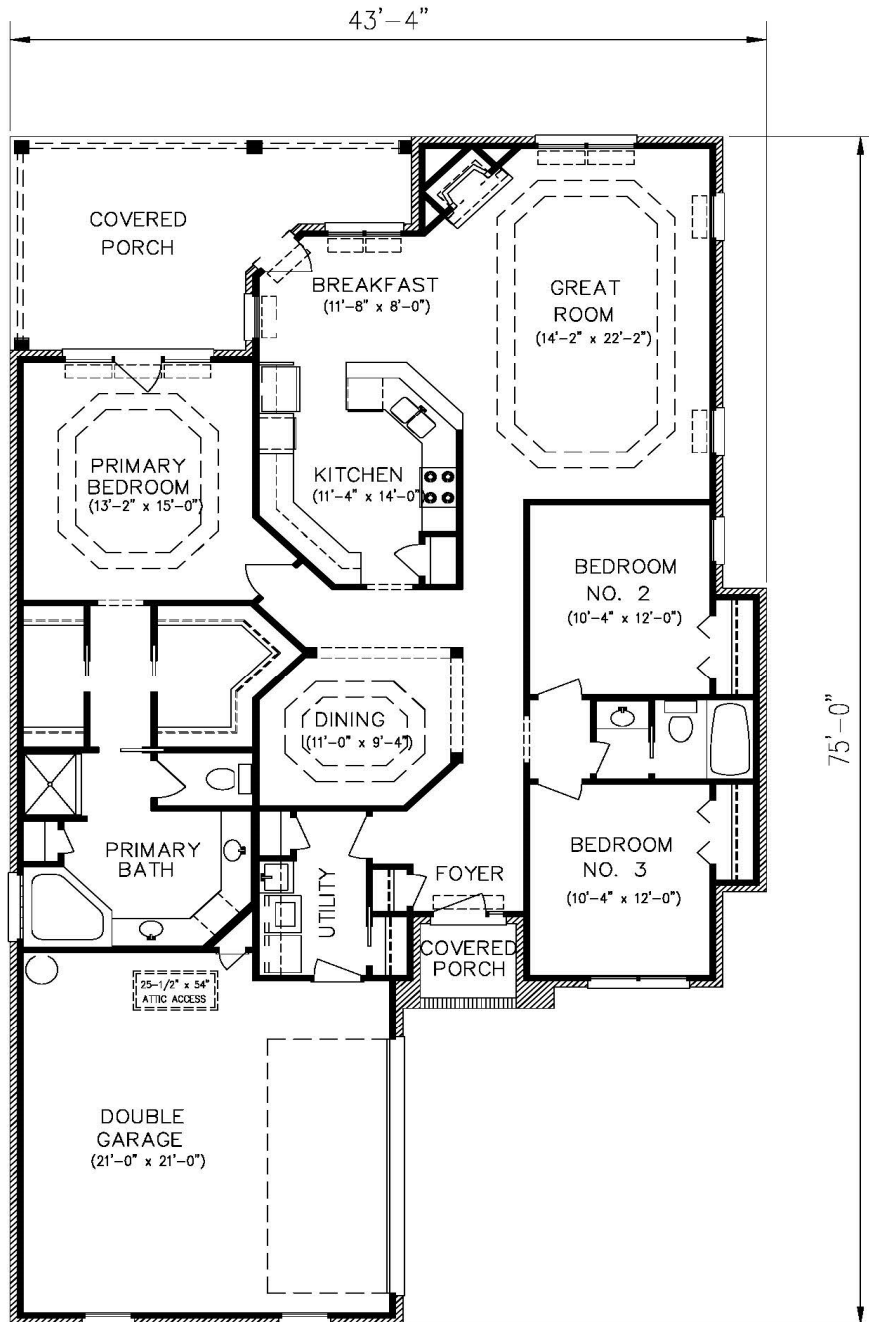 43'-4"
COVERED
PORCH
BREAKFAST
(11'-8" x 8'-0")
GREAT
ROOM
(14'-2" x 22'-2")
PRIMARY
BEDROOM
(13'-2" x 15'-0")
KITCHEN
(11'-4" x 14'-0")
BEDROOM
NO. 2
(10'-4" x 12'-0")
DINING
(11'-0" x 9'-4")
75'-0"
PRIMARY
BATH
UTILITY
FOYER
BEDROOM
NO. 3
(10'-4" x 12'-0")
COVERED
PORCH
25-1/2" x 54"
ATTIC ACCESS
DOUBLE
GARAGE
(21'-0" x 21'-0")